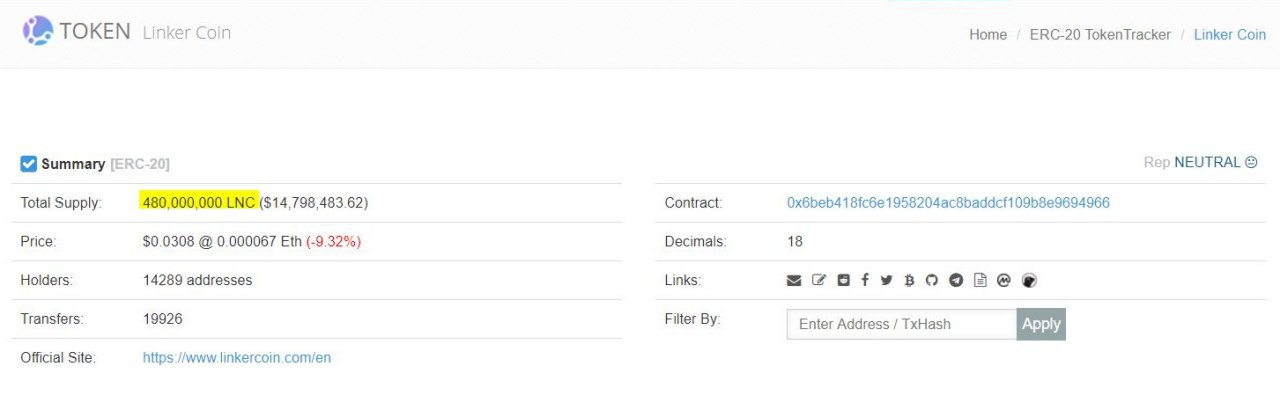 TOKEN Linker Coin
Home / ERC-20 TokenTracker / Linker Coin
Summary [ERC-20]
Rep NEUTRAL
Total Supply: 480,000,000 LNC ($14,798,483.62)
Price: $0.0308 @ 0.000067 Eth (-9.32%)
Holders: 14289 addresses
Transfers: 19926
Official Site: https://www.linkercoin.com/en
Contract: 0x6beb418fc6e1958204ac8baddcf109b8e9694966
Decimals: 18
Links:
Filter By: Enter Address / TxHash Apply